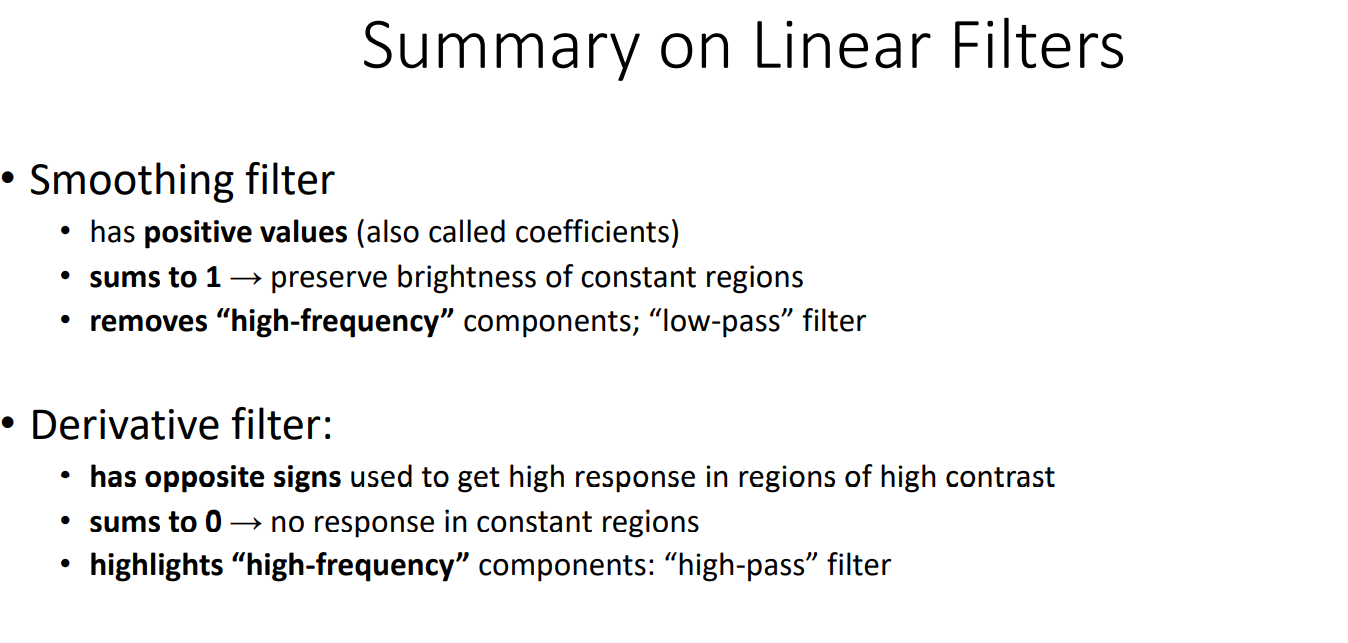 Summary on Linear Filters
• Smoothing filter
• has positive values (also called coefficients)
• sums to 1 → preserve brightness of constant regions
• removes “high-frequency” components; “low-pass” filter
• Derivative filter:
• has opposite signs used to get high response in regions of high contrast
• sums to 0 → no response in constant regions
• highlights “high-frequency” components: “high-pass” filter